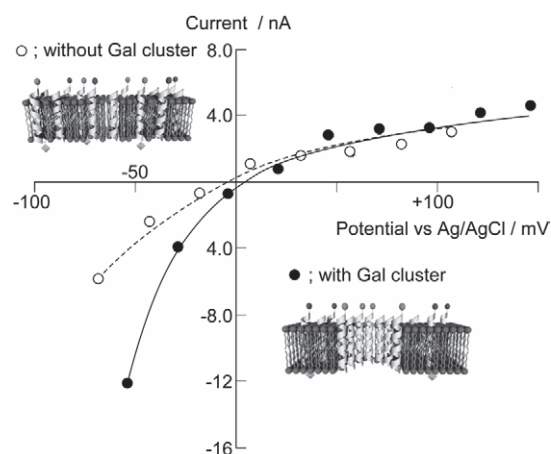 Current / nA
○ ; without Gal cluster
8.0
4.0
-100
-50
+100
Potential vs Ag/AgCl / mV
4.0
● ; with Gal cluster
-8.0
-12
-16